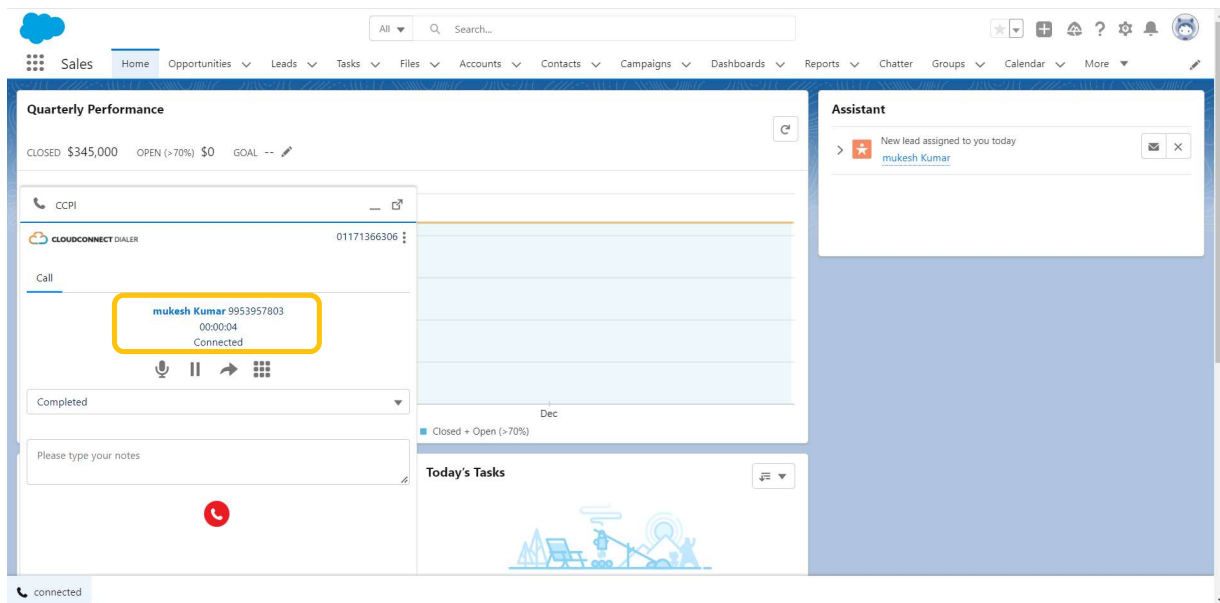 All
Search...
Sales
Home Opportunities Leads Tasks Files Accounts Contacts Campaigns Dashboards Reports Chatter Groups Calendar More
Quarterly Performance
CLOSED $345,000 OPEN (>70%) $0 GOAL --
CCPI
CLOUDCONNECT DIALER 01171366306
Call
mukesh Kumar 9953957803
00:00:04
Connected
Completed
Please type your notes
Dec
Closed + Open (>70%)
Today's Tasks
Assistant
New lead assigned to you today
mukesh Kumar
connected